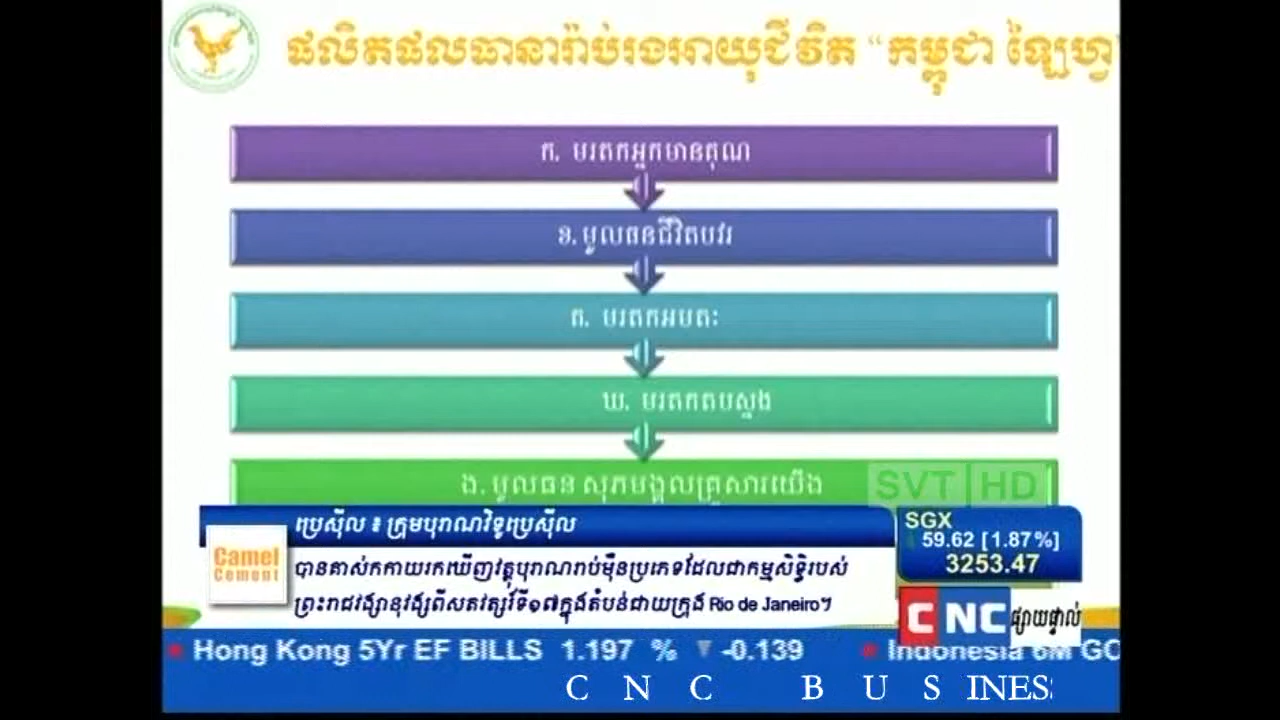 ផលិតផលធានារ៉ាប់រងអាយុជីវិត “កម្ពុជា ឡៃហ្វ
ក. មរតកអ្នកមានគុណ
ខ. មូលធនជីវិតបវរ
គ. មរតកអមតៈ
ឃ. មរតកតបស្នង
ង. មូលធន សុភមង្គលគ្រួសារយើង
SVT HD
ប្រេស៊ីល ៖ ក្រុមបុរាណវិទូប្រេស៊ីល
SGX
59.62 [1.87%]
3253.47
Camel
Cement
បានគាស់កកាយរកឃើញវត្ថុបុរាណរាប់ម៉ឺនប្រភេទដែលជាកម្មសិទ្ធិរបស់
ព្រះរាជវង្សានុវង្សពីសតវត្សរ៍ទី១៧ក្នុងតំបន់ជាយក្រុង Rio de Janeiro។
CNC ផ្សាយផ្ទាល់
Hong Kong 5Yr EF BILLS 1.197 % ▼ -0.139 Indonesia 6M GO
CNC BUSINESS